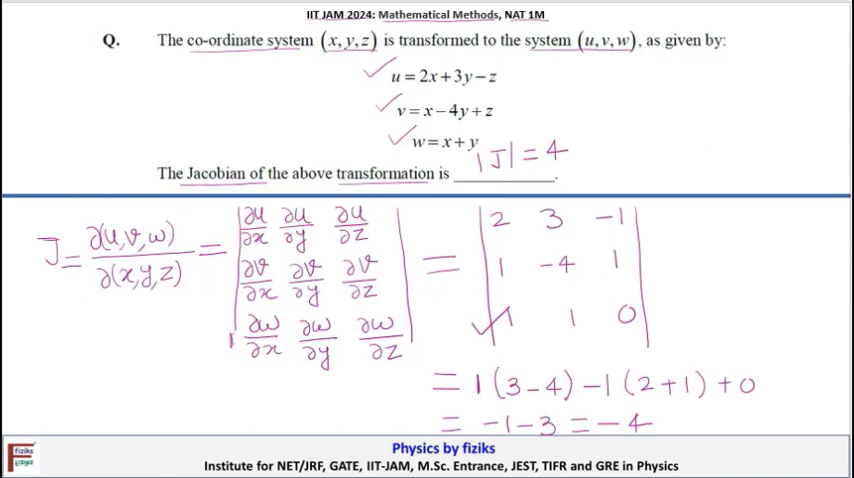 IIT JAM 2024: Mathematical Methods, NAT 1M
Q. The co-ordinate system (x, y, z) is transformed to the system (u, v, w), as given by:
u = 2x + 3y − z
v = x − 4y + z
w = x + y
|J| = 4
The Jacobian of the above transformation is ____________.
J = ∂(u,v,w)/∂(x,y,z) = | ∂u/∂x ∂u/∂y ∂u/∂z | = | 2 3 −1 |
| ∂v/∂x ∂v/∂y ∂v/∂z | | 1 −4 1 |
| ∂w/∂x ∂w/∂y ∂w/∂z | | 1 1 0 |
= 1(3−4) −1(2+1) +0
= −1−3 = −4
fiziks
Physics by fiziks
Institute for NET/JRF, GATE, IIT-JAM, M.Sc. Entrance, JEST, TIFR and GRE in Physics